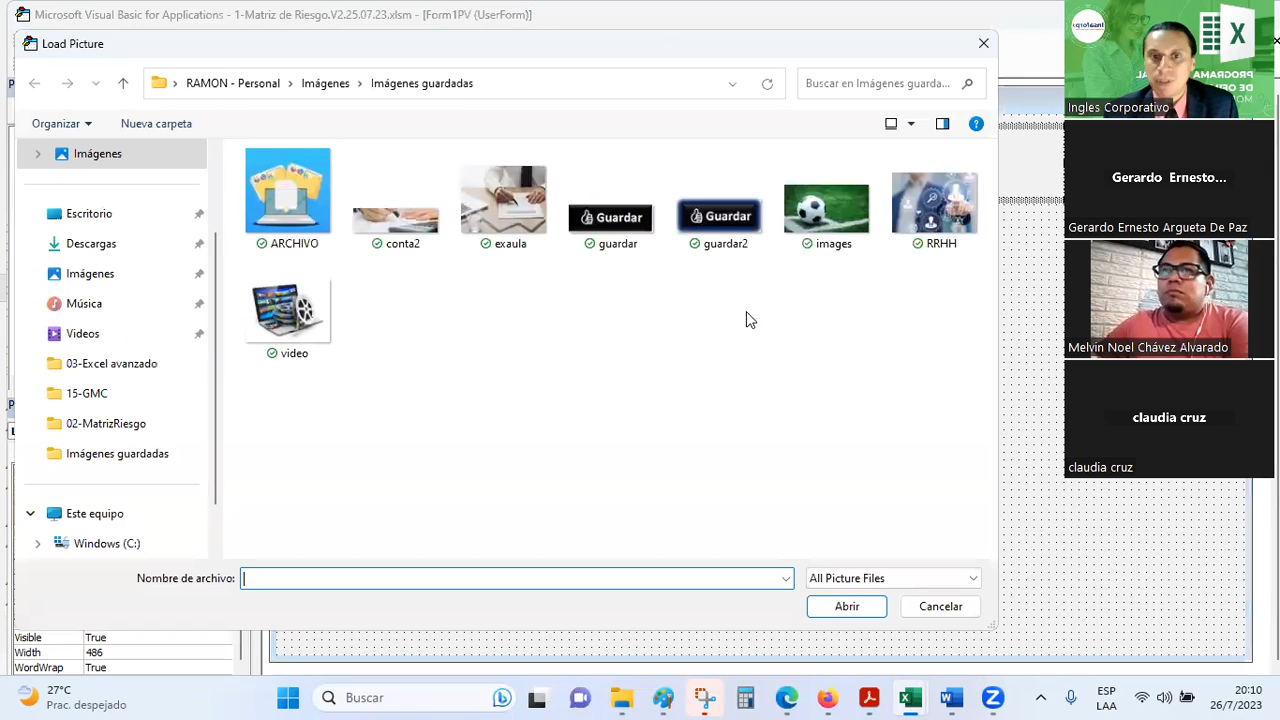 Microsoft Visual Basic for Applications - 1-Matriz de Riesgo.V2.25.07.23.xlsm - [Form1PV (UserForm)]
Load Picture
RAMON - Personal > Imágenes > Imágenes guardadas
Buscar en Imágenes guarda...
Organizar
Nueva carpeta
Imágenes
Escritorio
Descargas
Imágenes
Música
Videos
03-Excel avanzado
15-GMC
02-MatrizRiesgo
Imágenes guardadas
Este equipo
Windows (C:)
Guardar
Guardar
ARCHIVO
conta2
exaula
guardar
guardar2
images
RRHH
video
Nombre de archivo:
All Picture Files
Abrir
Cancelar
Visible True
Width 486
WordWrap True
Insaforp
X
PROGRAMA
Ingles Corporativo
Gerardo Ernesto...
Gerardo Ernesto Argueta De Paz
Melvin Noel Chávez Alvarado
claudia cruz
claudia cruz
27°C
Prac. despejado
Buscar
ESP
LAA
20:10
26/7/2023